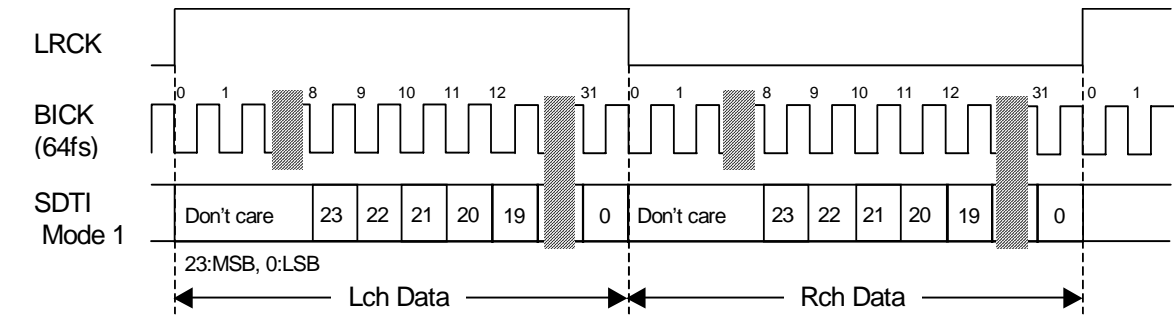 LRCK
0 1 8 9 10 11 12 31 0 1 8 9 10 11 12 31 0 1
BICK
(64fs)
SDTI
Mode 1
Don't care 23 22 21 20 19 0 Don't care 23 22 21 20 19 0
23:MSB, 0:LSB
Lch Data Rch Data